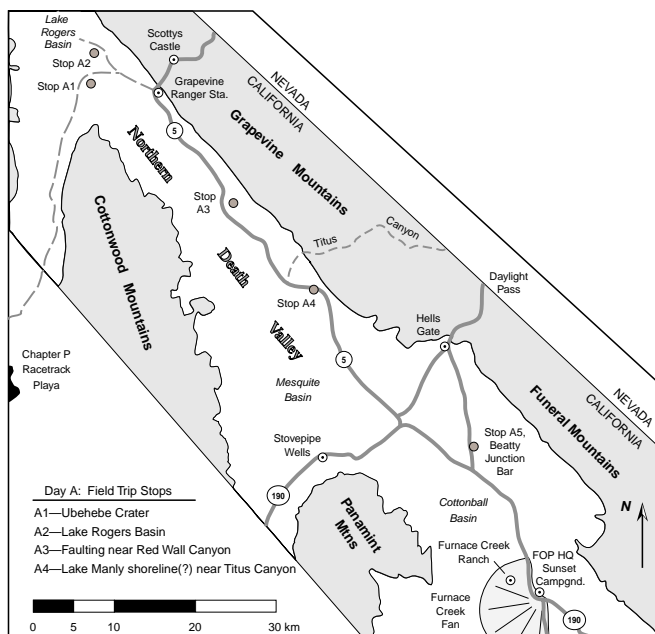 Lake
Rogers
Basin
Stop A2
Stop A1
Scottys
Castle
Grapevine
Ranger Sta.
NEVADA
CALIFORNIA
5
Northern
Grapevine Mountains
Cottonwood Mountains
Stop
A3
Death
Titus
Canyon
Daylight
Pass
Stop A4
Hells
Gate
Valley
5
Chapter P
Racetrack
Playa
Mesquite
Basin
NEVADA
CALIFORNIA
Funeral Mountains
Stovepipe
Wells
Stop A5,
Beatty
Junction
Bar
190
Panamint
Mtns
Cottonball
Basin
N
Day A: Field Trip Stops
A1—Ubehebe Crater
A2—Lake Rogers Basin
A3—Faulting near Red Wall Canyon
A4—Lake Manly shoreline(?) near Titus Canyon
Furnace Creek
Ranch
FOP HQ
Sunset
Campgnd.
Furnace
Creek
Fan
190
0 5 10 20 30 km